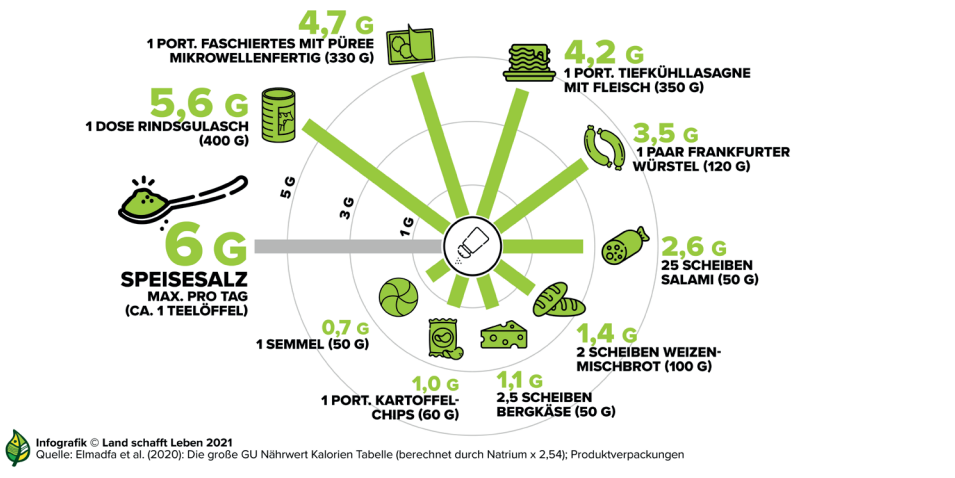 4,7 G
1 PORT. FASCHIERTES MIT PÜREE
MIKROWELLENFERTIG (330 G)
4,2 G
1 PORT. TIEFKÜHLLASAGNE
MIT FLEISCH (350 G)
5,6 G
1 DOSE RINDSGULASCH
(400 G)
3,5 G
1 PAAR FRANKFURTER
WÜRSTEL (120 G)
5 G
3 G
1 G
6 G
SPEISESALZ
MAX. PRO TAG
(CA. 1 TEELÖFFEL)
2,6 G
25 SCHEIBEN
SALAMI (50 G)
0,7 G
1 SEMMEL (50 G)
1,4 G
2 SCHEIBEN WEIZEN-
MISCHBROT (100 G)
1,0 G
1 PORT. KARTOFFEL-
CHIPS (60 G)
1,1 G
2,5 SCHEIBEN
BERGKÄSE (50 G)
Infografik © Land schafft Leben 2021
Quelle: Elmadfa et al. (2020): Die große GU Nährwert Kalorien Tabelle (berechnet durch Natrium x 2,54); Produktverpackungen